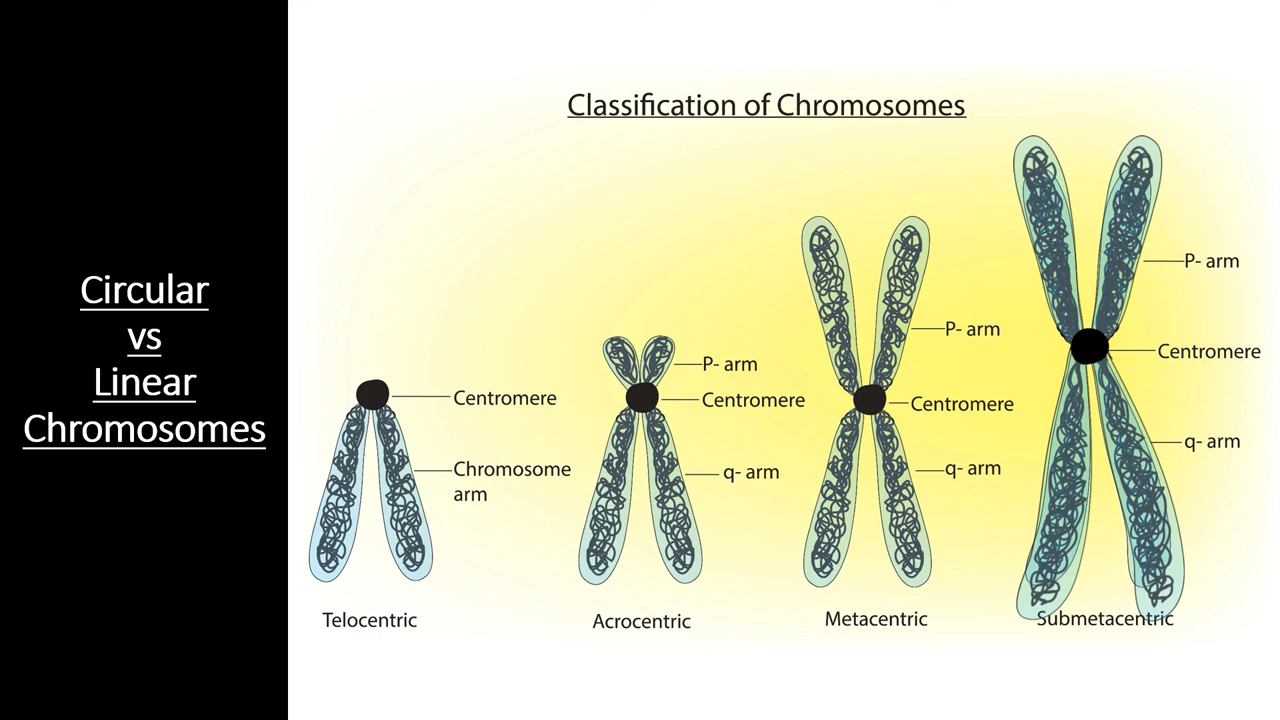 Circular
vs
Linear
Chromosomes
Classification of Chromosomes
Centromere
Chromosome
arm
Telocentric
P- arm
Centromere
q- arm
Acrocentric
P- arm
Centromere
q- arm
Metacentric
P- arm
Centromere
q- arm
Submetacentric